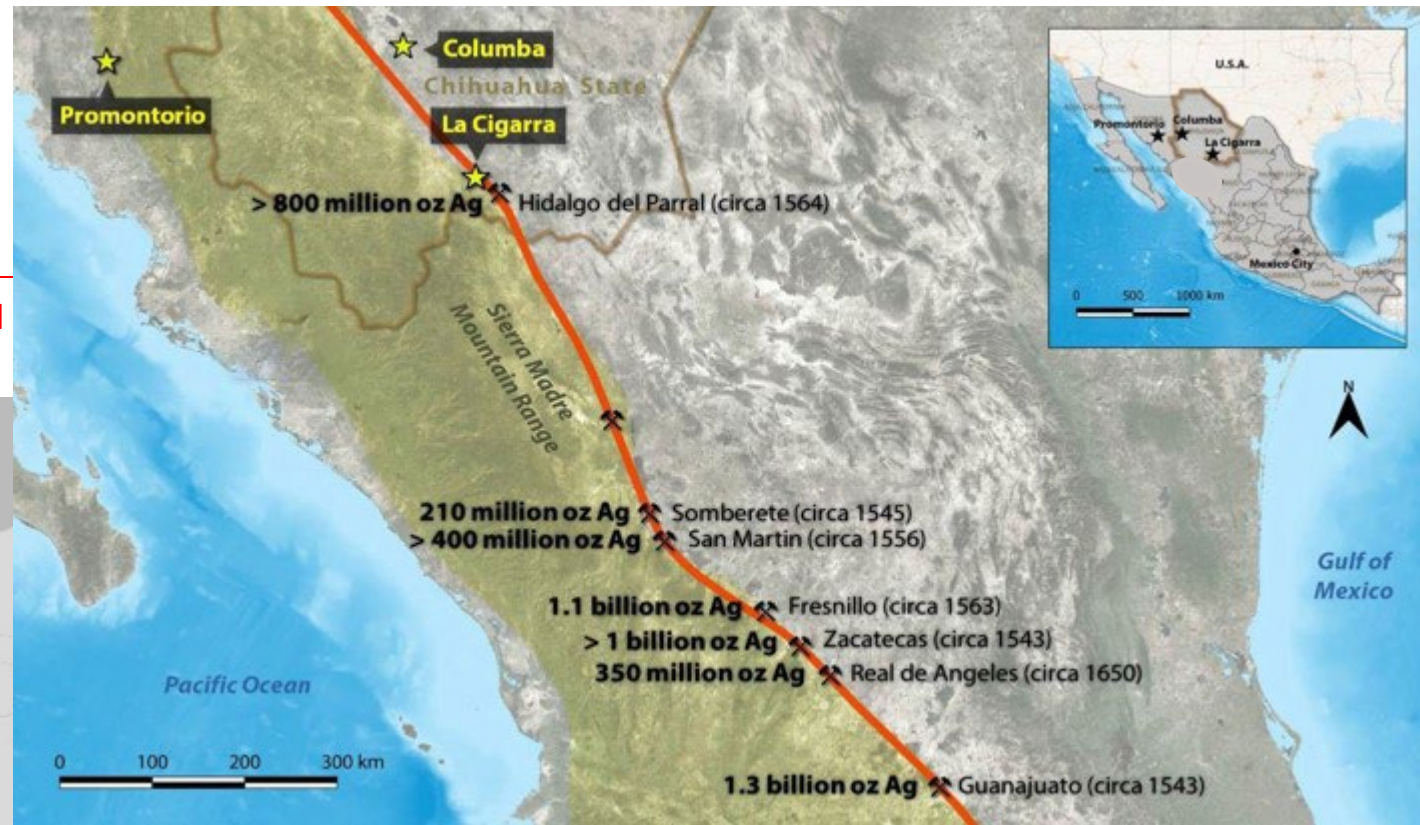 Columba
Chihuahua State
Promontorio
La Cigarra
> 800 million oz Ag Hidalgo del Parral (circa 1564)
Sierra Madre
Mountain Range
210 million oz Ag Somberete (circa 1545)
> 400 million oz Ag San Martin (circa 1556)
1.1 billion oz Ag Fresnillo (circa 1563)
> 1 billion oz Ag Zacatecas (circa 1543)
350 million oz Ag Real de Angeles (circa 1650)
1.3 billion oz Ag Guanajuato (circa 1543)
Pacific Ocean
Gulf of
Mexico
0 100 200 300 km
N
U.S.A.
Promontorio
Columba
La Cigarra
Mexico City
0 500 1000 km